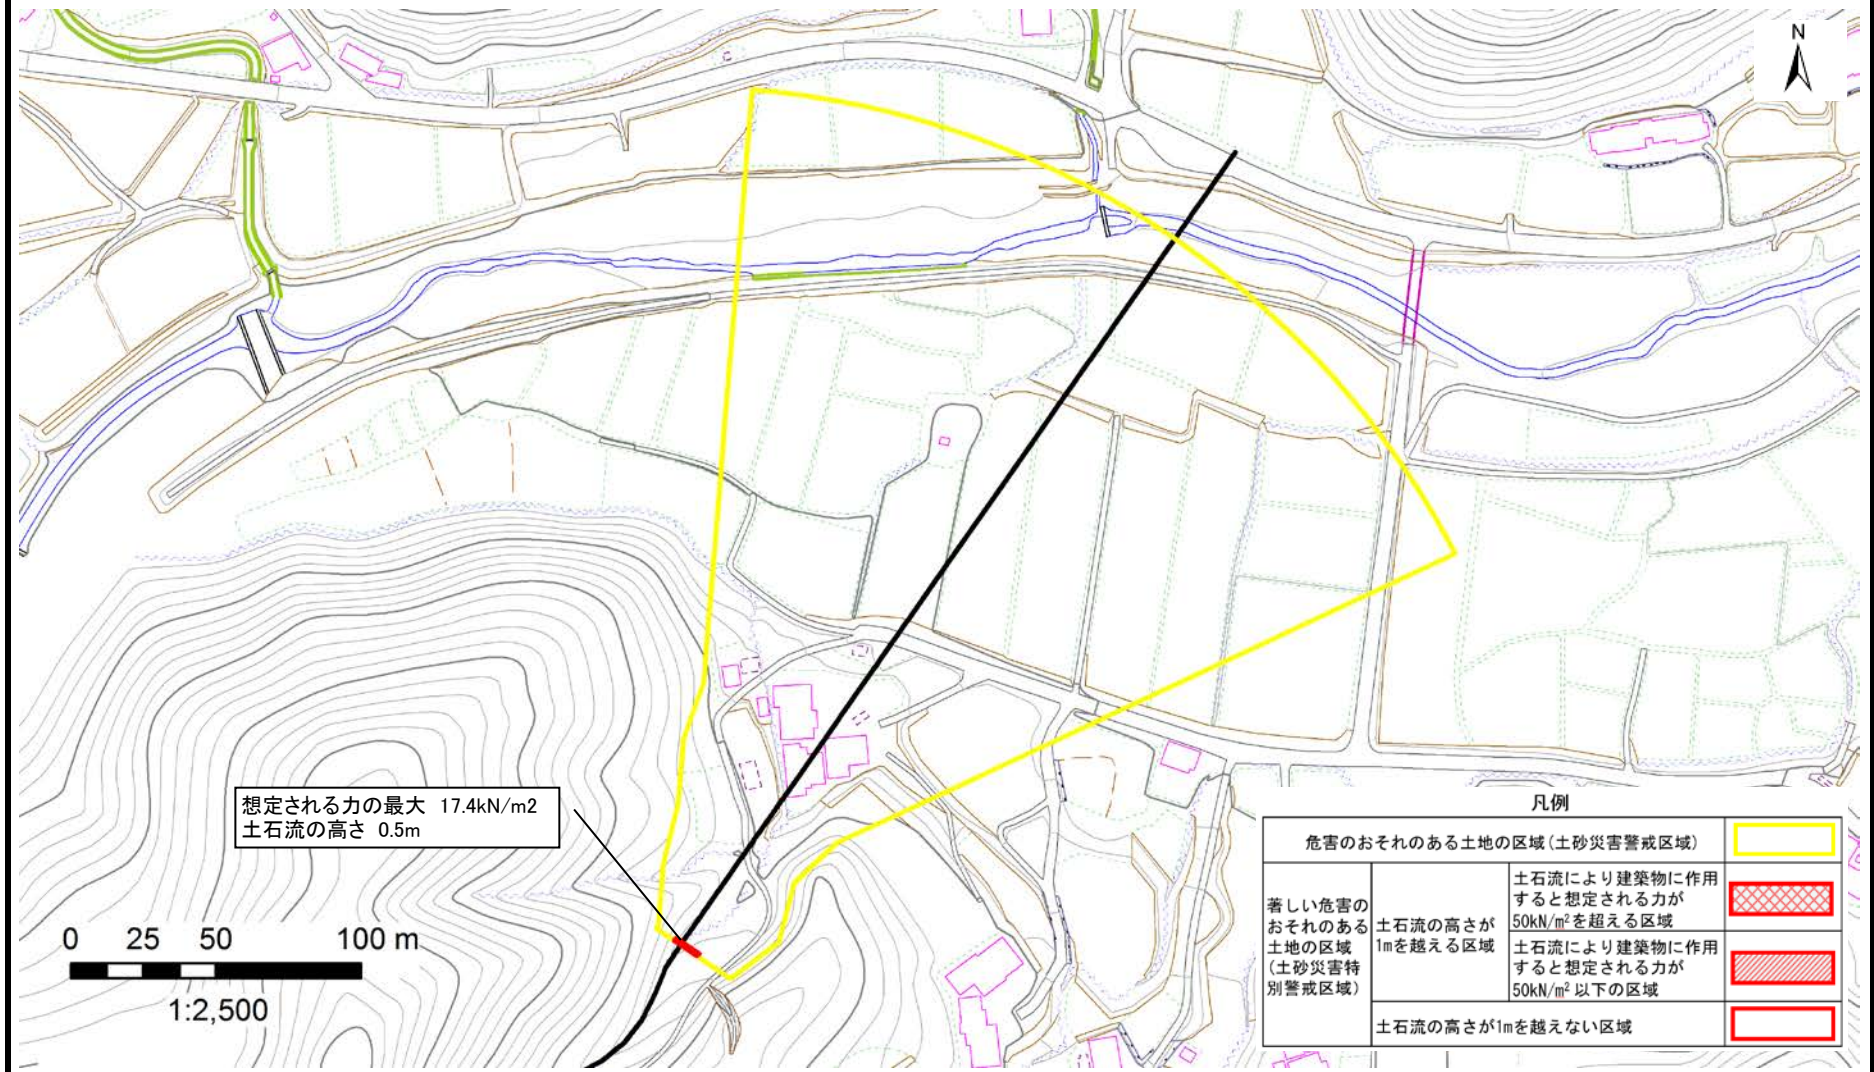 N
想定される力の最大 17.4kN/m2
土石流の高さ 0.5m
0 25 50 100 m
1:2,500
凡例
危害のおそれのある土地の区域(土砂災害警戒区域)
著しい危害の
おそれのある
土地の区域
(土砂災害特
別警戒区域)
土石流の高さが
1mを越える区域
土石流により建築物に作用
すると想定される力が
50kN/m²を超える区域
土石流により建築物に作用
すると想定される力が
50kN/m² 以下の区域
土石流の高さが1mを越えない区域